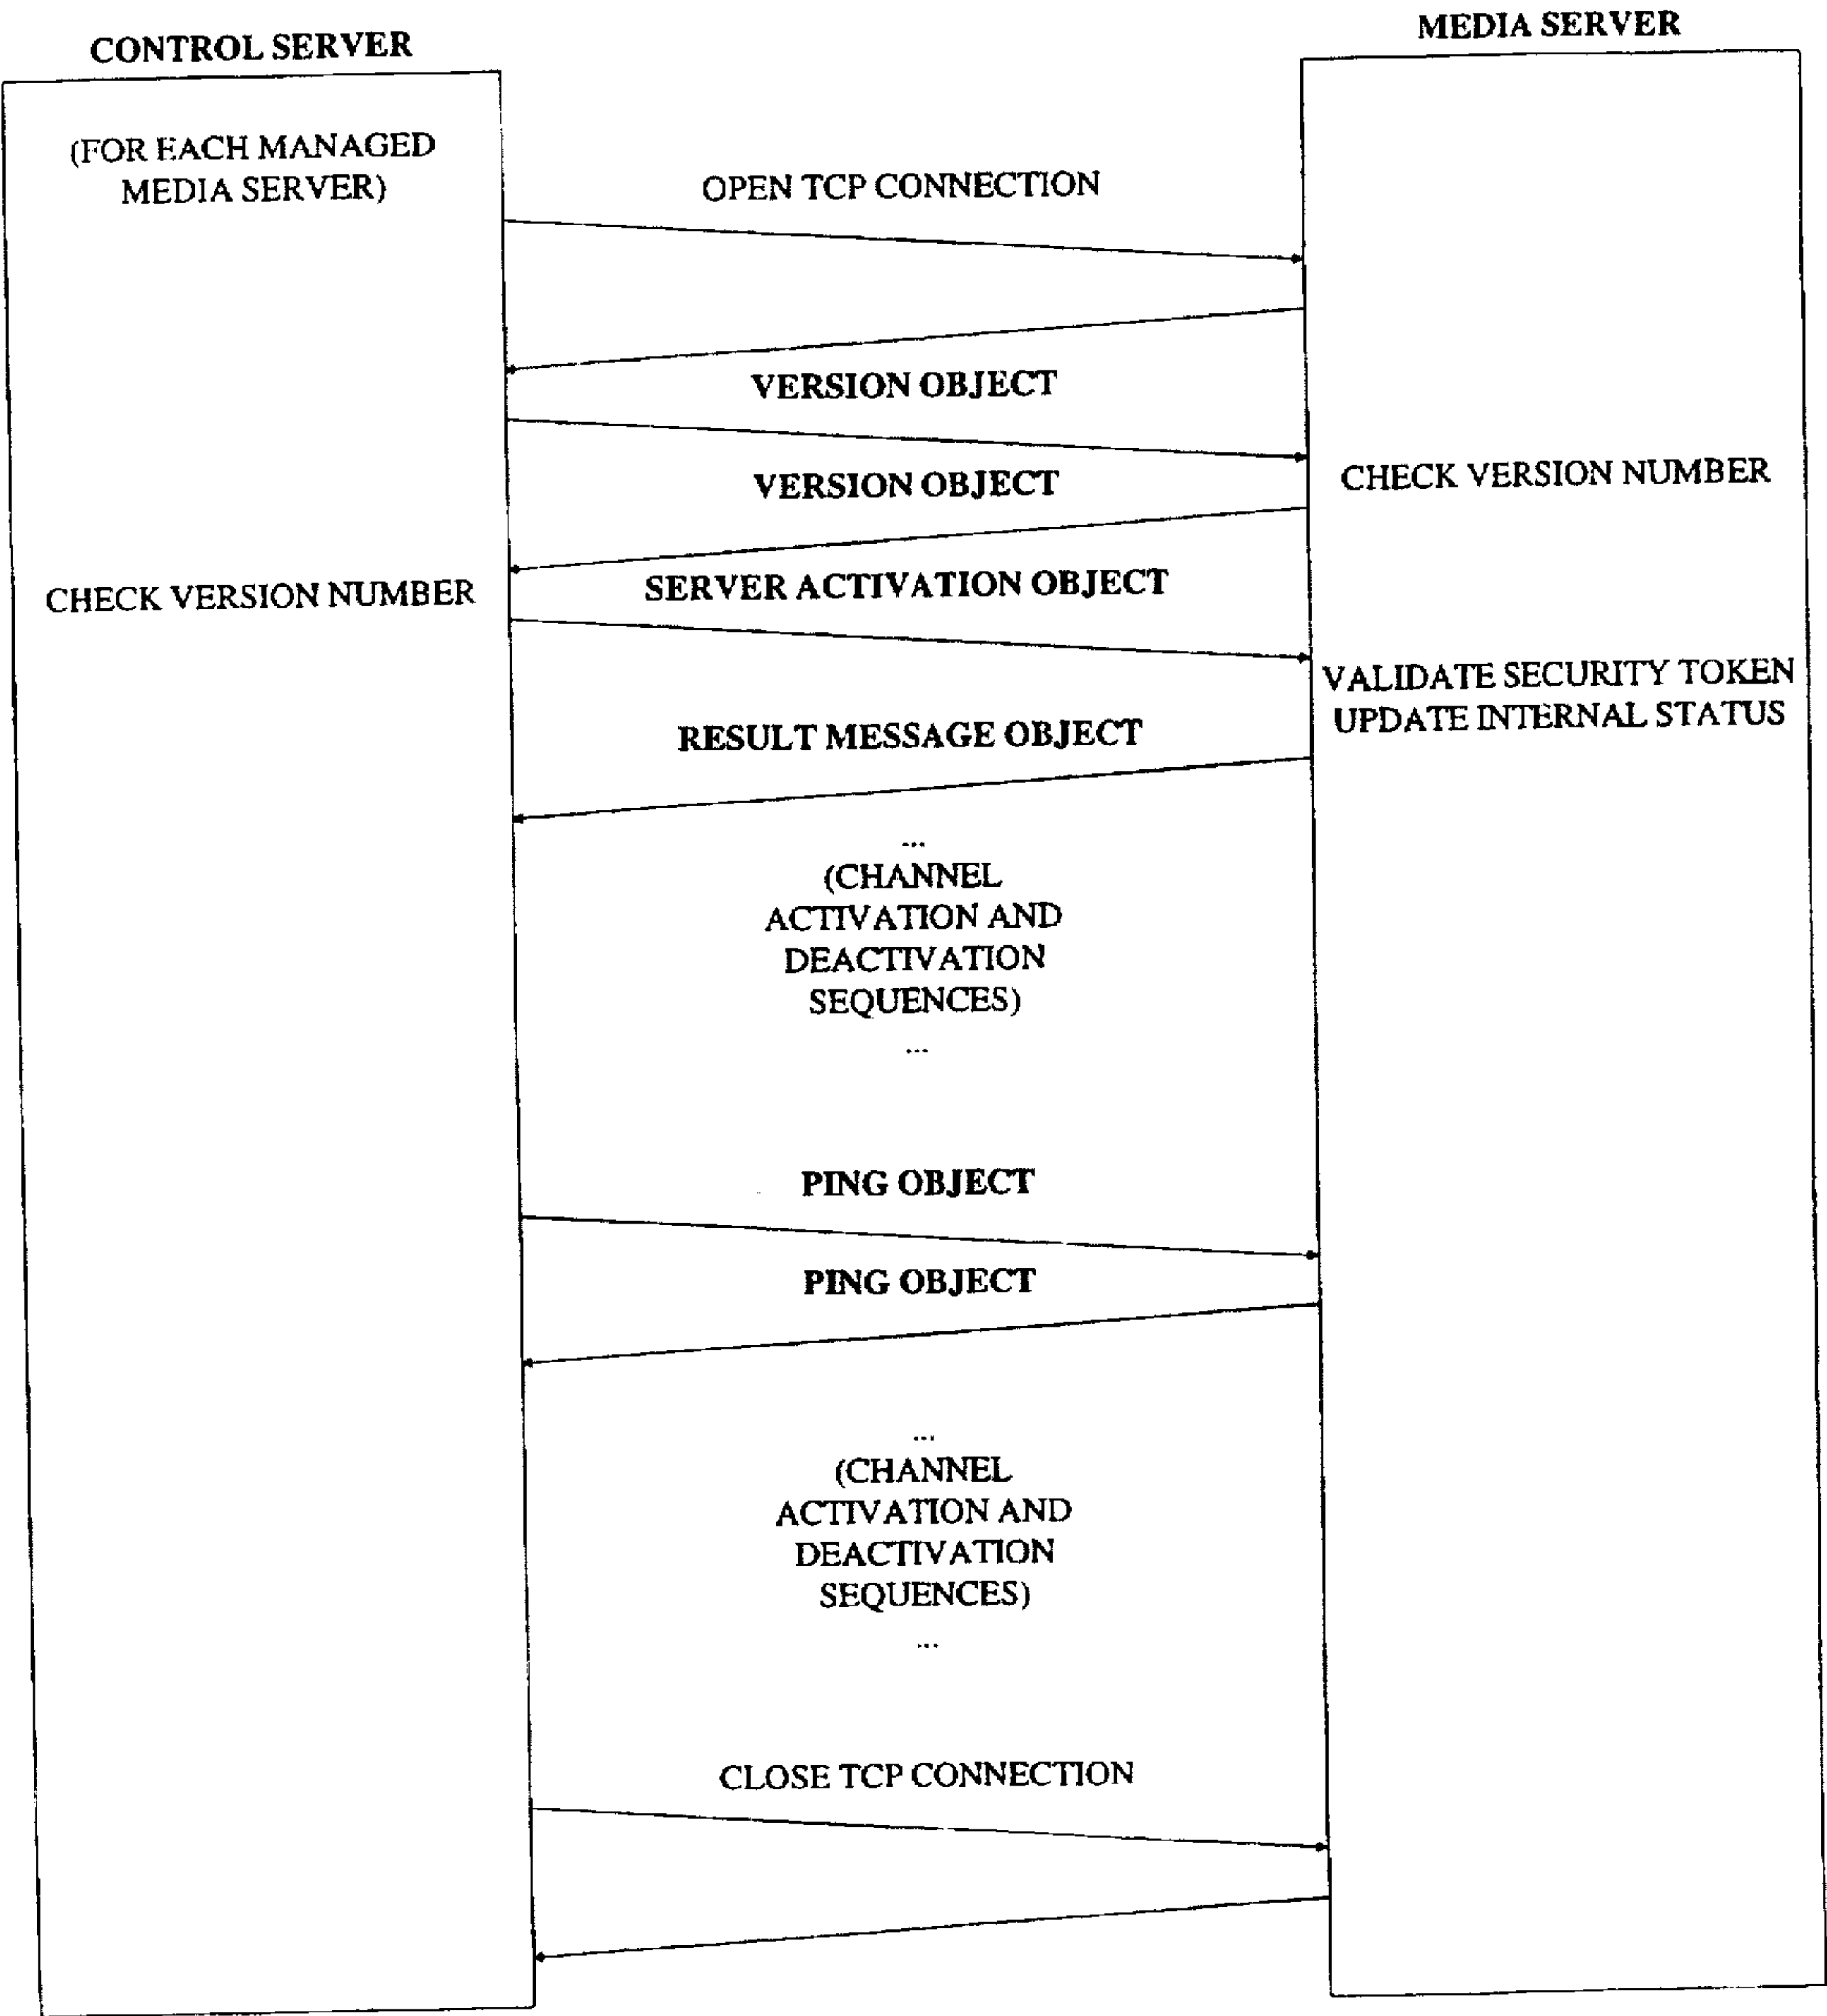 CONTROL SERVER
MEDIA SERVER
(FOR EACH MANAGED
MEDIA SERVER)
OPEN TCP CONNECTION
VERSION OBJECT
VERSION OBJECT
CHECK VERSION NUMBER
CHECK VERSION NUMBER
SERVER ACTIVATION OBJECT
VALIDATE SECURITY TOKEN
UPDATE INTERNAL STATUS
RESULT MESSAGE OBJECT
...
(CHANNEL
ACTIVATION AND
DEACTIVATION
SEQUENCES)
...
PING OBJECT
PING OBJECT
...
(CHANNEL
ACTIVATION AND
DEACTIVATION
SEQUENCES)
...
CLOSE TCP CONNECTION